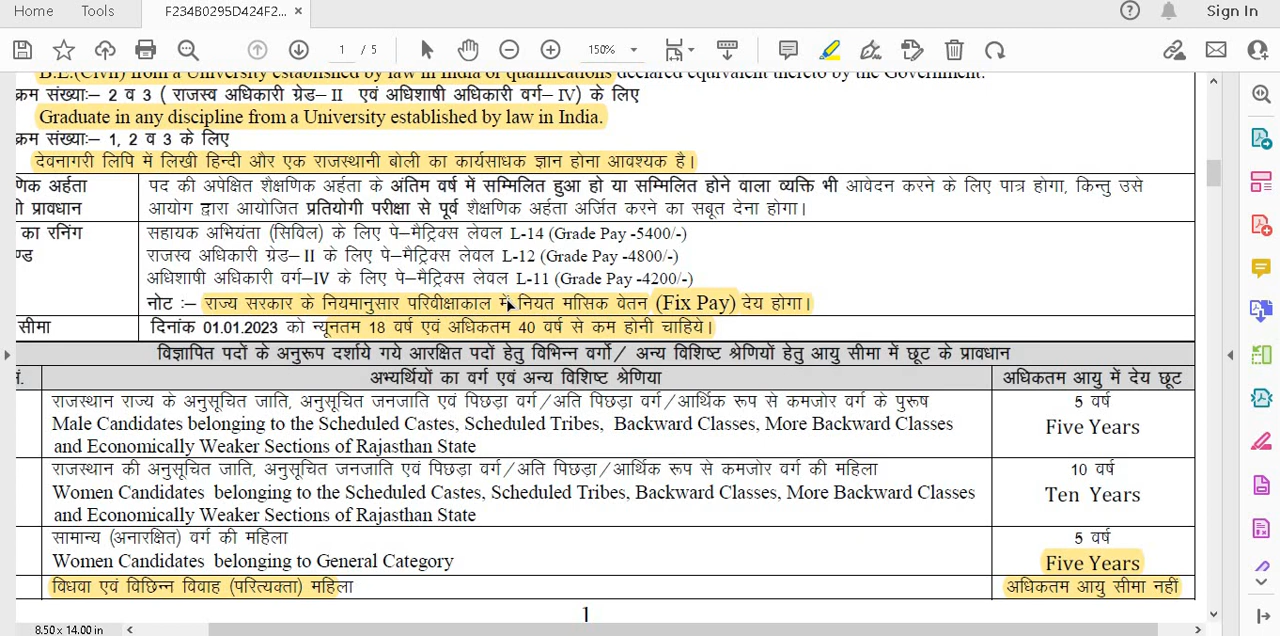 Home Tools F234B0295D424F2... × Sign In
1 / 5 150%
B.E.(Civil) from a University established by law in India or qualifications declared equivalent thereto by the Government.
क्रम संख्याः– 2 व 3 ( राजस्व अधिकारी ग्रेड– II एवं अधिशाषी अधिकारी वर्ग– IV) के लिए
Graduate in any discipline from a University established by law in India.
क्रम संख्याः– 1, 2 व 3 के लिए
देवनागरी लिपि में लिखी हिन्दी और एक राजस्थानी बोली का कार्यसाधक ज्ञान होना आवश्यक है।
णिक अर्हता पद की अपेक्षित शैक्षणिक अर्हता के अंतिम वर्ष में सम्मिलित हुआ हो या सम्मिलित होने वाला व्यक्ति भी आवेदन करने के लिए पात्र होगा, किन्तु उसे
प्रावधान आयोग द्वारा आयोजित प्रतियोगी परीक्षा से पूर्व शैक्षणिक अर्हता अर्जित करने का सबूत देना होगा।
का रनिंग सहायक अभियंता (सिविल) के लिए पे–मैट्रिक्स लेवल L-14 (Grade Pay -5400/-)
ण्ड राजस्व अधिकारी ग्रेड–II के लिए पे–मैट्रिक्स लेवल L-12 (Grade Pay -4800/-)
अधिशाषी अधिकारी वर्ग–IV के लिए पे–मैट्रिक्स लेवल L-11 (Grade Pay -4200/-)
नोट :– राज्य सरकार के नियमानुसार परिवीक्षाकाल में नियत मासिक वेतन (Fix Pay) देय होगा।
सीमा दिनांक 01.01.2023 को न्यूनतम 18 वर्ष एवं अधिकतम 40 वर्ष से कम होनी चाहिये।
विज्ञापित पदों के अनुरूप दर्शाये गये आरक्षित पदों हेतु विभिन्न वर्गो/ अन्य विशिष्ट श्रेणियों हेतु आयु सीमा में छूट के प्रावधान
सं. अभ्यर्थियों का वर्ग एवं अन्य विशिष्ट श्रेणिया अधिकतम आयु में देय छूट
राजस्थान राज्य के अनुसूचित जाति, अनुसूचित जनजाति एवं पिछड़ा वर्ग/अति पिछड़ा वर्ग/आर्थिक रूप से कमजोर वर्ग के पुरूष 5 वर्ष
Male Candidates belonging to the Scheduled Castes, Scheduled Tribes, Backward Classes, More Backward Classes Five Years
and Economically Weaker Sections of Rajasthan State
राजस्थान की अनुसूचित जाति, अनुसूचित जनजाति एवं पिछड़ा वर्ग/अति पिछड़ा/आर्थिक रूप से कमजोर वर्ग की महिला 10 वर्ष
Women Candidates belonging to the Scheduled Castes, Scheduled Tribes, Backward Classes, More Backward Classes Ten Years
and Economically Weaker Sections of Rajasthan State
सामान्य (अनारक्षित) वर्ग की महिला 5 वर्ष
Women Candidates belonging to General Category Five Years
विधवा एवं विछिन्न विवाह (परित्यक्ता) महिला अधिकतम आयु सीमा नहीं
1
8.50 x 14.00 in